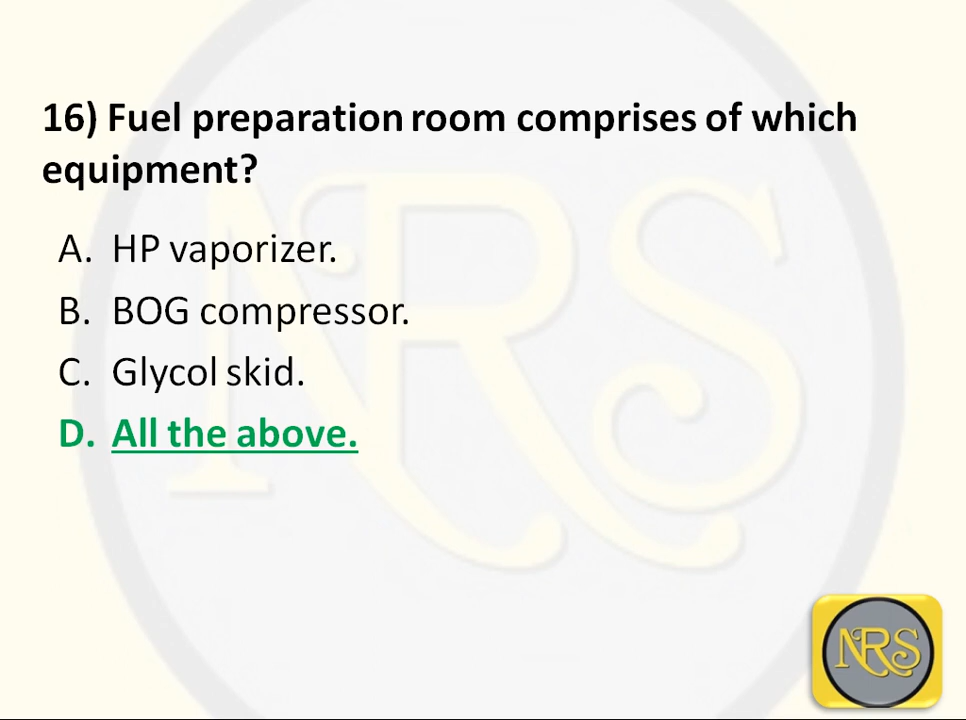 16) Fuel preparation room comprises of which
equipment?
A. HP vaporizer.
B. BOG compressor.
C. Glycol skid.
D. All the above.
NRS
NRS